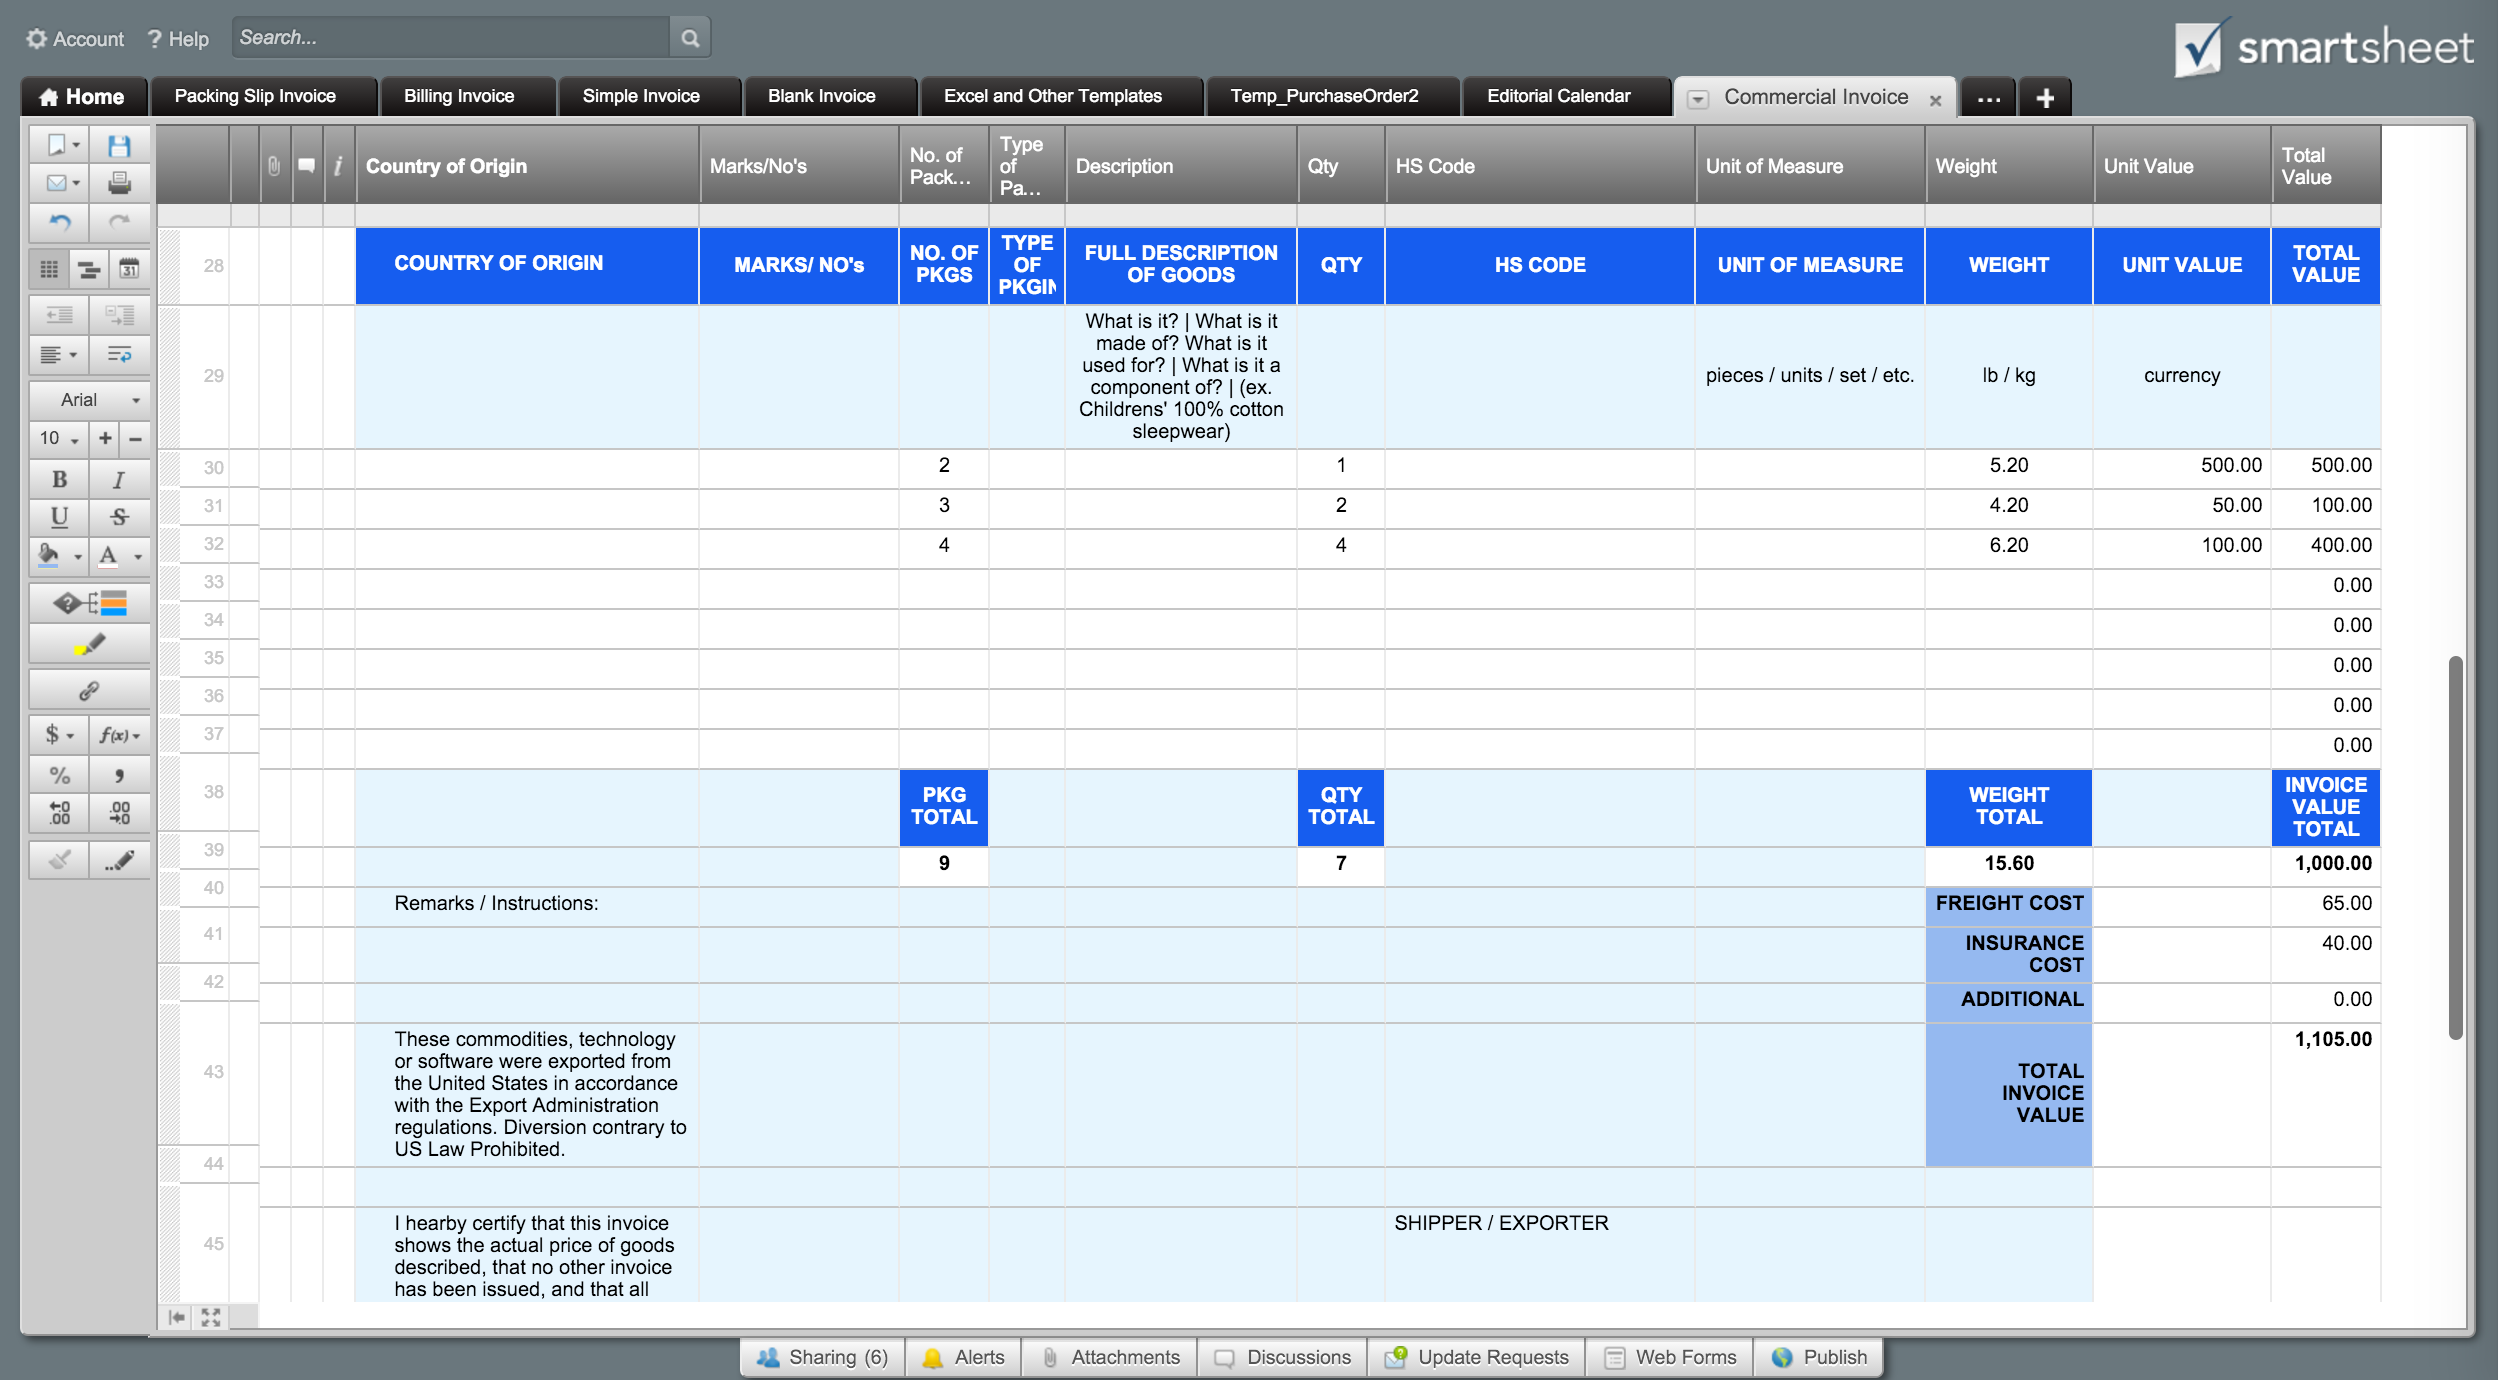 Account
? Help
Search...
smartsheet
Home
Packing Slip Invoice
Billing Invoice
Simple Invoice
Blank Invoice
Excel and Other Templates
Temp_PurchaseOrder2
Editorial Calendar
Commercial Invoice x
...
+
i
Country of Origin
Marks/No's
No. of
Pack...
Type
of
Pa...
Description
Qty
HS Code
Unit of Measure
Weight
Unit Value
Total
Value
28
COUNTRY OF ORIGIN
MARKS/ NO's
NO. OF
PKGS
TYPE
OF
PKGIN
FULL DESCRIPTION
OF GOODS
QTY
HS CODE
UNIT OF MEASURE
WEIGHT
UNIT VALUE
TOTAL
VALUE
31
29
What is it? | What is it
made of? What is it
used for? | What is it a
component of? | (ex.
Childrens' 100% cotton
sleepwear)
pieces / units / set / etc.
lb / kg
currency
Arial
10
+ −
B
I
U
S
A
30 2 1 5.20 500.00 500.00
31 3 2 4.20 50.00 100.00
32 4 4 6.20 100.00 400.00
33 0.00
34 0.00
35 0.00
36 0.00
37 0.00
?
$
f(x)
%
,
.0
.00
.00
.0
38
PKG
TOTAL
QTY
TOTAL
WEIGHT
TOTAL
INVOICE
VALUE
TOTAL
39 9 7 15.60 1,000.00
40 Remarks / Instructions: FREIGHT COST 65.00
41
INSURANCE
COST
40.00
42 ADDITIONAL 0.00
43
These commodities, technology
or software were exported from
the United States in accordance
with the Export Administration
regulations. Diversion contrary to
US Law Prohibited.
TOTAL
INVOICE
VALUE
1,105.00
44
45
I hearby certify that this invoice
shows the actual price of goods
described, that no other invoice
has been issued, and that all
SHIPPER / EXPORTER
Sharing (6)
Alerts
Attachments
Discussions
Update Requests
Web Forms
Publish